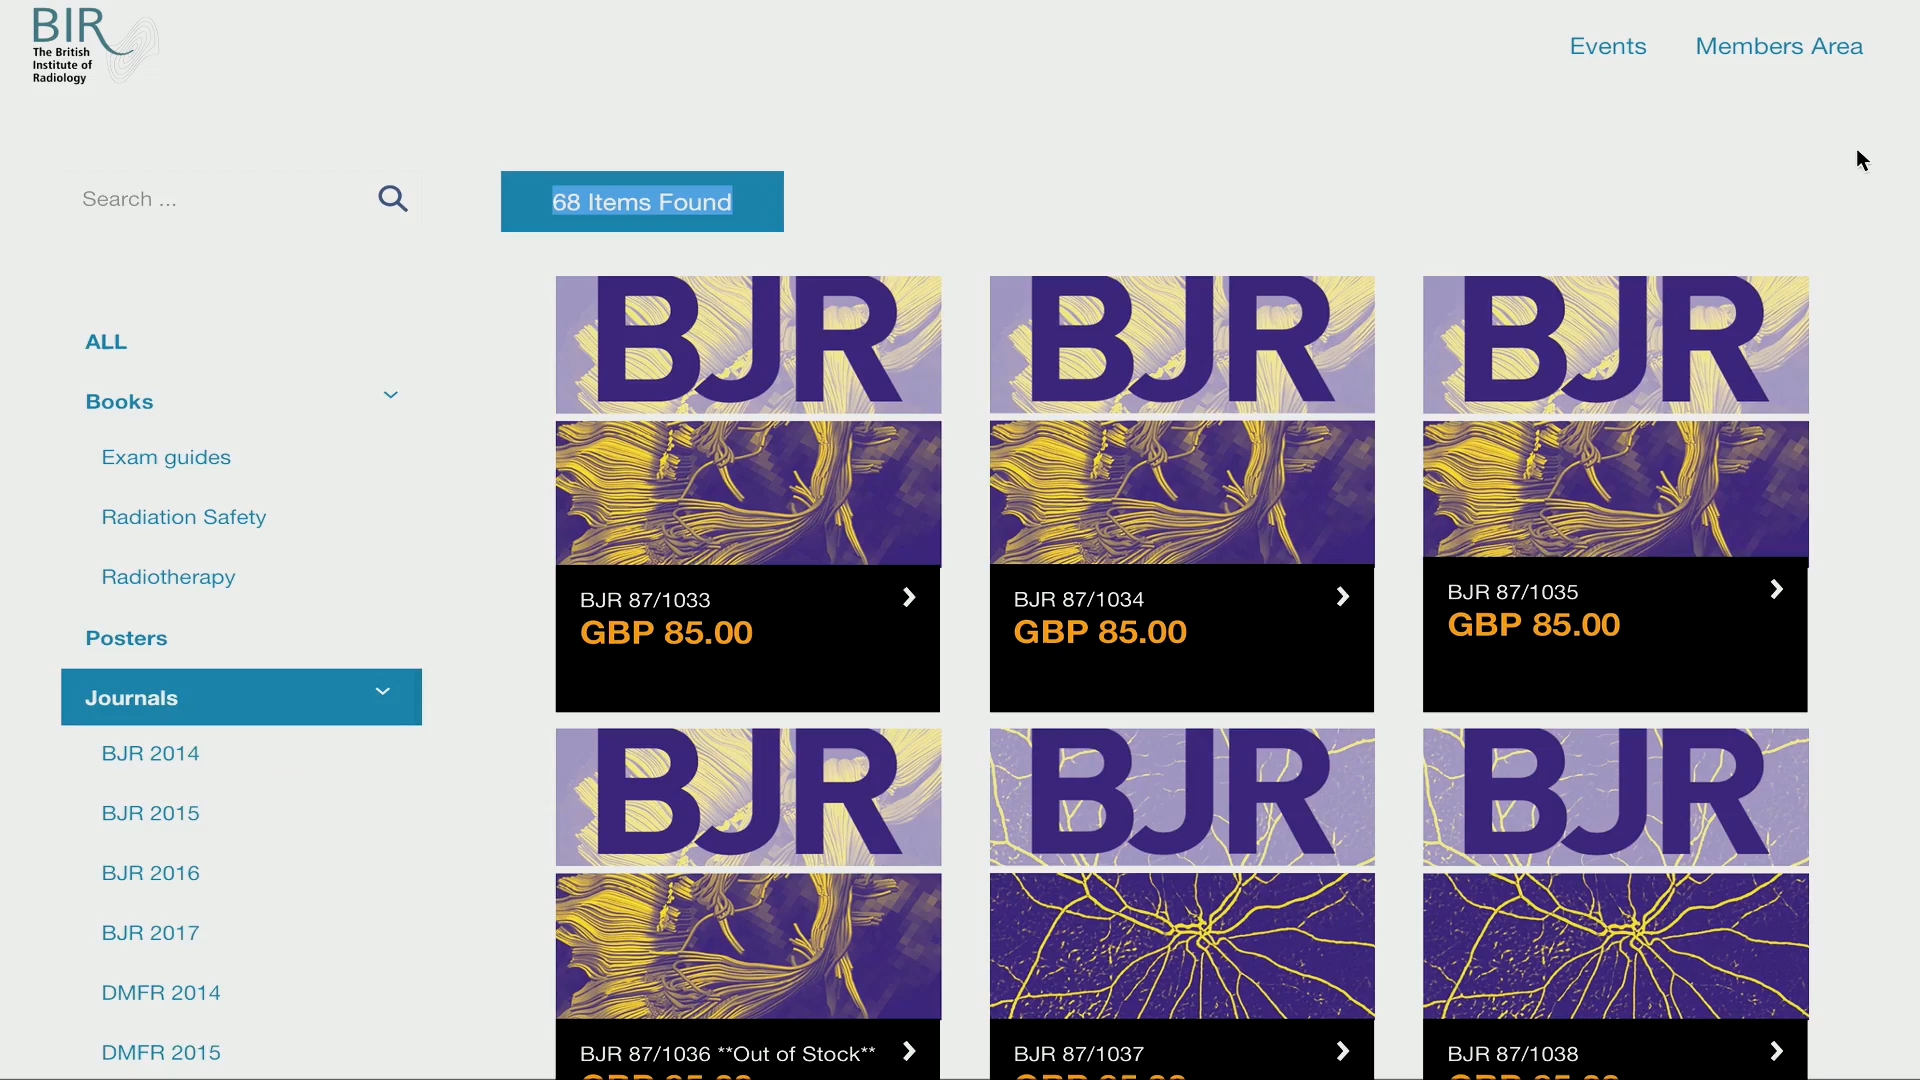 BIR
The British
Institute of
Radiology
Events
Members Area
Search ...
68 Items Found
ALL
Books
Exam guides
Radiation Safety
Radiotherapy
Posters
Journals
BJR 2014
BJR 2015
BJR 2016
BJR 2017
DMFR 2014
DMFR 2015
BJR
BJR 87/1033
GBP 85.00
BJR
BJR 87/1034
GBP 85.00
BJR
BJR 87/1035
GBP 85.00
BJR
BJR 87/1036 **Out of Stock**
BJR
BJR 87/1037
BJR
BJR 87/1038